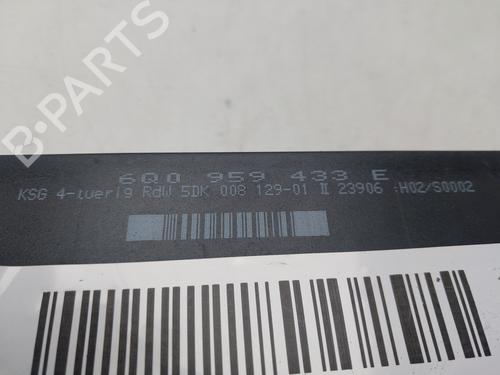 6Q0 959 433 E
KSG 4-tuerig RdW 5DK 008 129-01 II 23906 :H02/S0002
B-PARTS